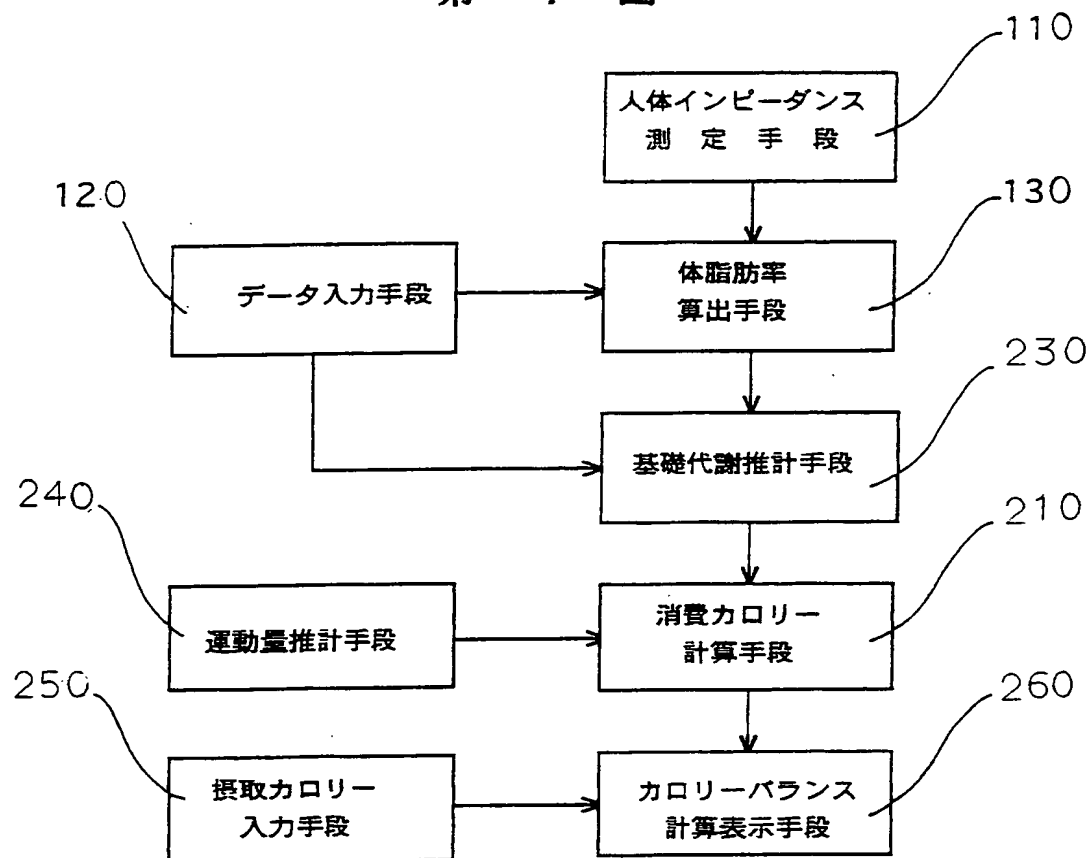 110
人体インピーダンス
測 定 手 段
120
130
データ入力手段
体脂肪率
算出手段
230
基礎代謝推計手段
240
210
運動量推計手段
消費カロリー
計算手段
250
260
摂取カロリー
入力手段
カロリーバランス
計算表示手段